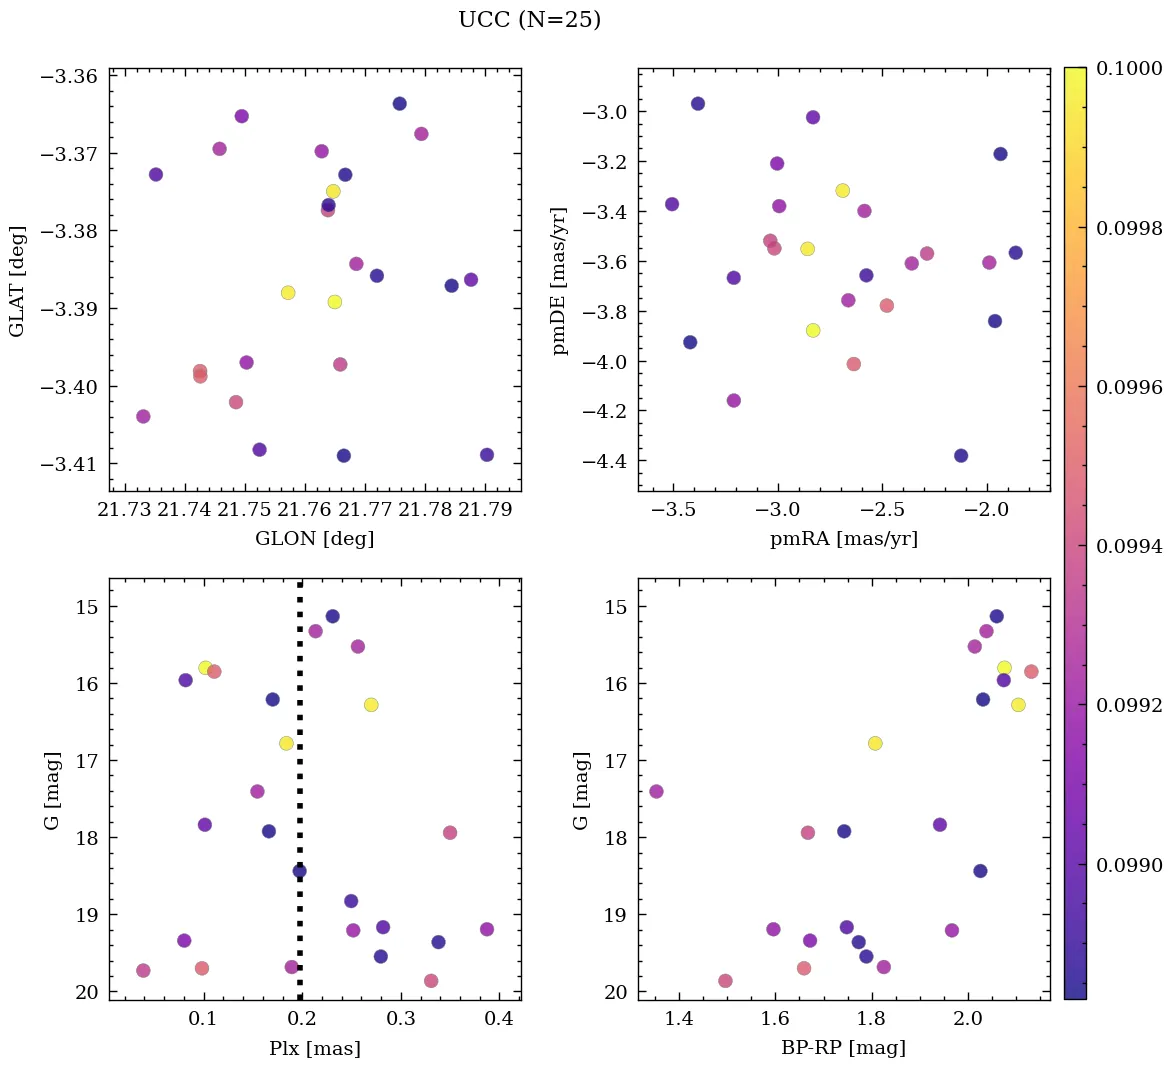 UCC (N=25)
−3.36
−3.37
−3.38
−3.39
−3.40
−3.41
GLAT [deg]
21.73 21.74 21.75 21.76 21.77 21.78 21.79
GLON [deg]
−3.0
−3.2
−3.4
−3.6
−3.8
−4.0
−4.2
−4.4
pmDE [mas/yr]
−3.5 −3.0 −2.5 −2.0
pmRA [mas/yr]
0.1000
0.0998
0.0996
0.0994
0.0992
0.0990
15
16
17
18
19
20
G [mag]
0.1 0.2 0.3 0.4
Plx [mas]
15
16
17
18
19
20
G [mag]
1.4 1.6 1.8 2.0
BP-RP [mag]